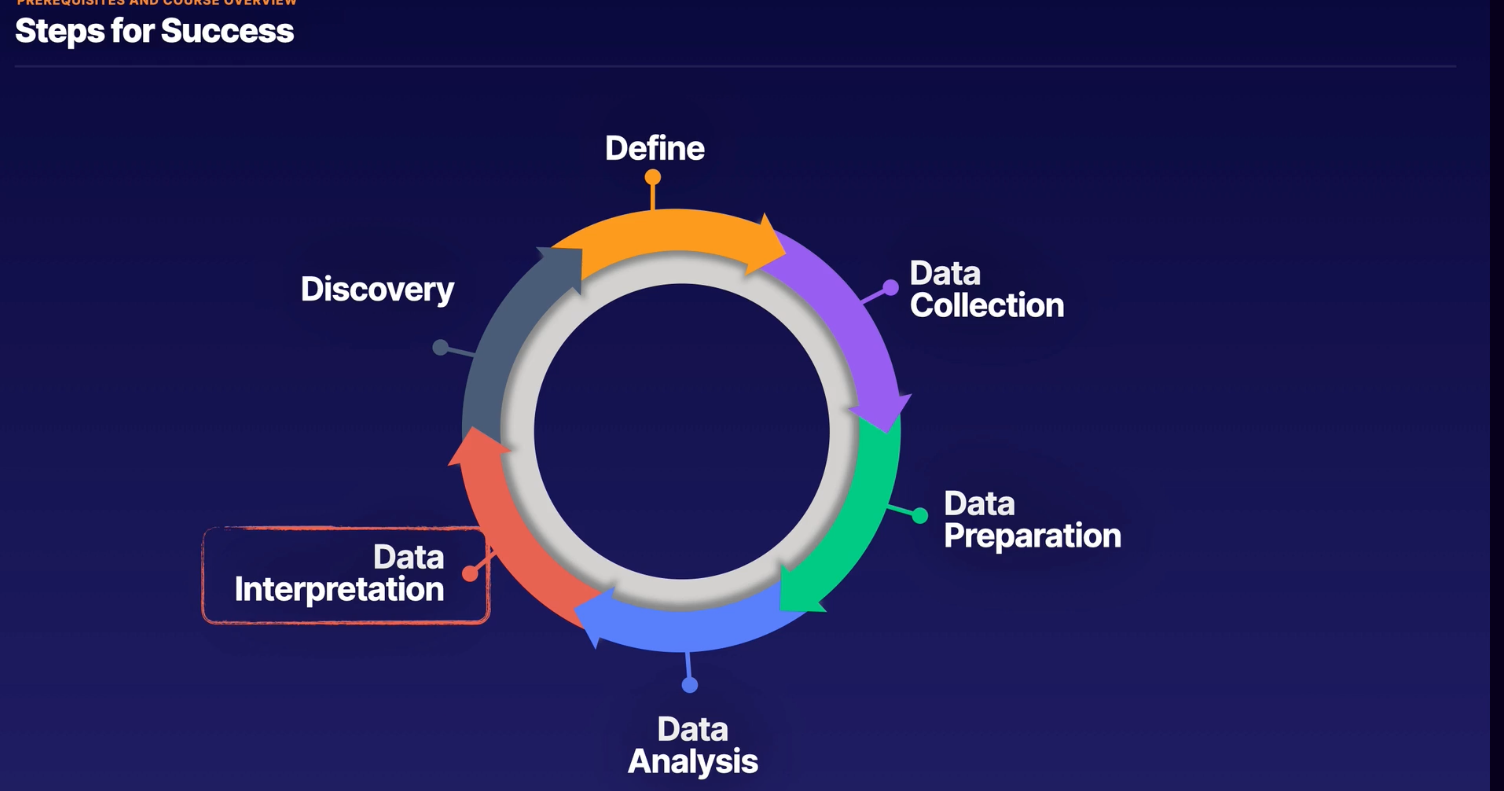 PREREQUISITES AND COURSE OVERVIEW
Steps for Success
Define
Discovery
Data
Collection
Data
Preparation
Data
Interpretation
Data
Analysis